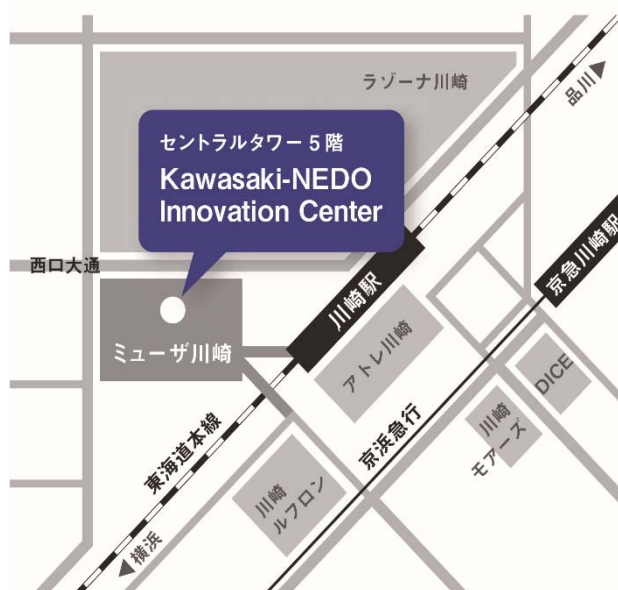 ラゾーナ川崎
品川
セントラルタワー 5 階
Kawasaki-NEDO
Innovation Center
西口大通
京急川崎駅
川崎駅
ミューザ川崎
アトレ川崎
DICE
京浜急行
川崎
モアーズ
東海道本線
川崎
ルフロン
横浜